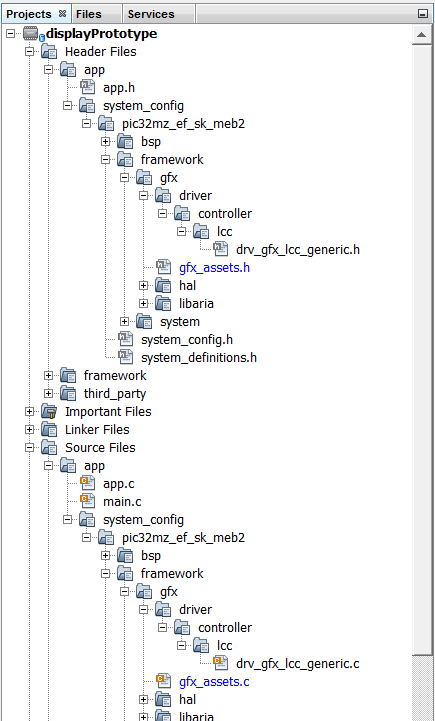 Projects Files Services
displayPrototype
Header Files
app
app.h
system_config
pic32mz_ef_sk_meb2
bsp
framework
gfx
driver
controller
lcc
drv_gfx_lcc_generic.h
gfx_assets.h
hal
libaria
system
system_config.h
system_definitions.h
framework
third_party
Important Files
Linker Files
Source Files
app
app.c
main.c
system_config
pic32mz_ef_sk_meb2
bsp
framework
gfx
driver
controller
lcc
drv_gfx_lcc_generic.c
gfx_assets.c
hal
libaria